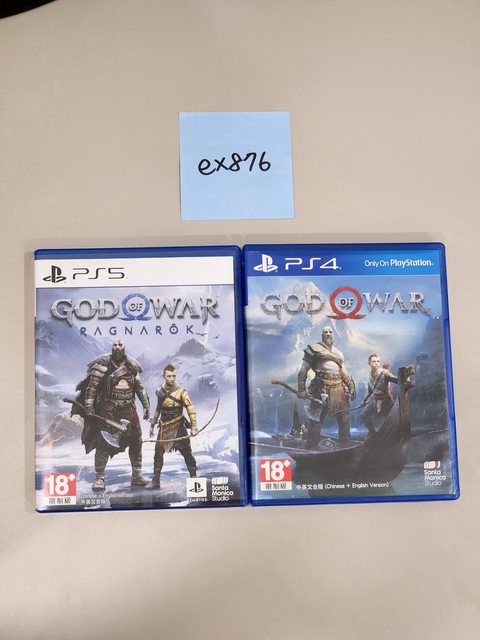 ex876
PS5
GOD OF WAR
RAGNARÖK
18+
限制級
Chinese + English version
中英文合版
PlayStation
STUDIOS
Santa
Monica
Studio
PS4
Only On PlayStation.
GOD OF WAR
18+
限制級
中英文合版 (Chinese + English Version)
Santa
Monica
Studio